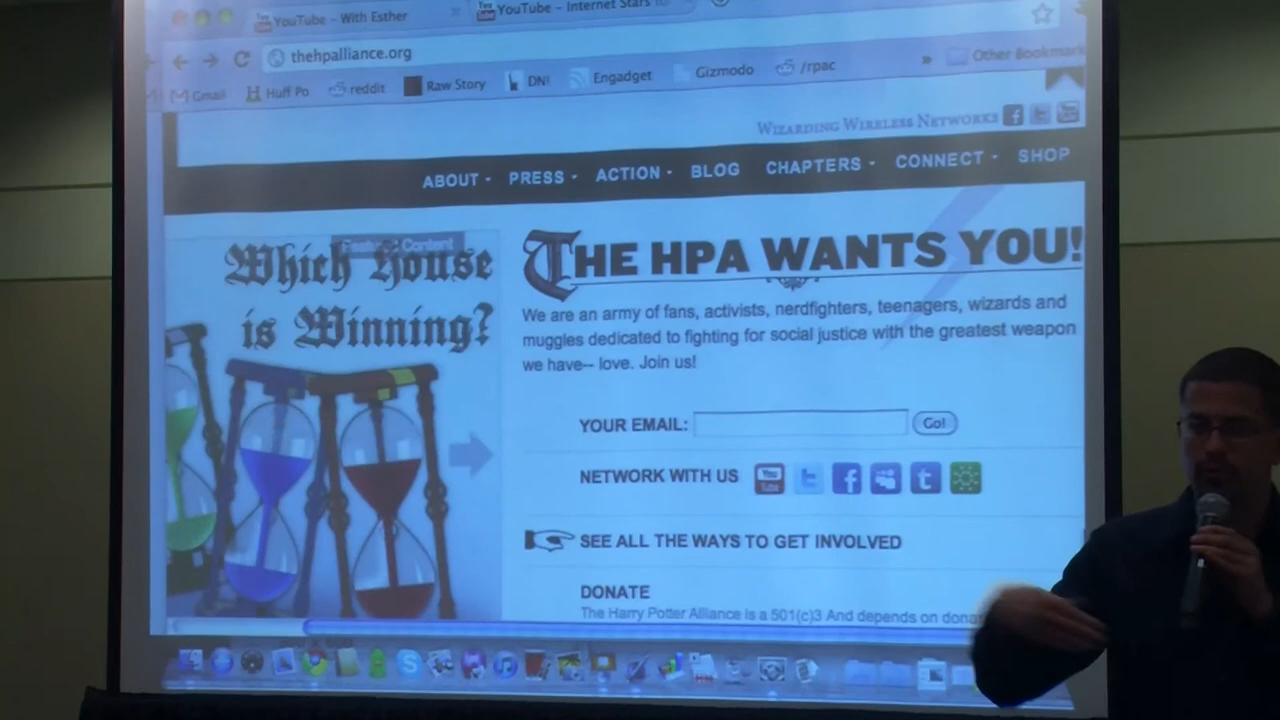 YouTube – With Esther
YouTube – Internet Stars
thehpalliance.org
Gmail
Huff Po
reddit
Raw Story
DN!
Engadget
Gizmodo
/rpac
»
Other Bookmark
Wizarding Wireless Networks
ABOUT
PRESS
ACTION
BLOG
CHAPTERS
CONNECT
SHOP
Featured Content
Which House
is Winning?
THE HPA WANTS YOU!
We are an army of fans, activists, nerdfighters, teenagers, wizards and
muggles dedicated to fighting for social justice with the greatest weapon
we have-- love. Join us!
YOUR EMAIL:
Go!
NETWORK WITH US
You
Tube
SEE ALL THE WAYS TO GET INVOLVED
DONATE
The Harry Potter Alliance is a 501(c)3 And depends on dona